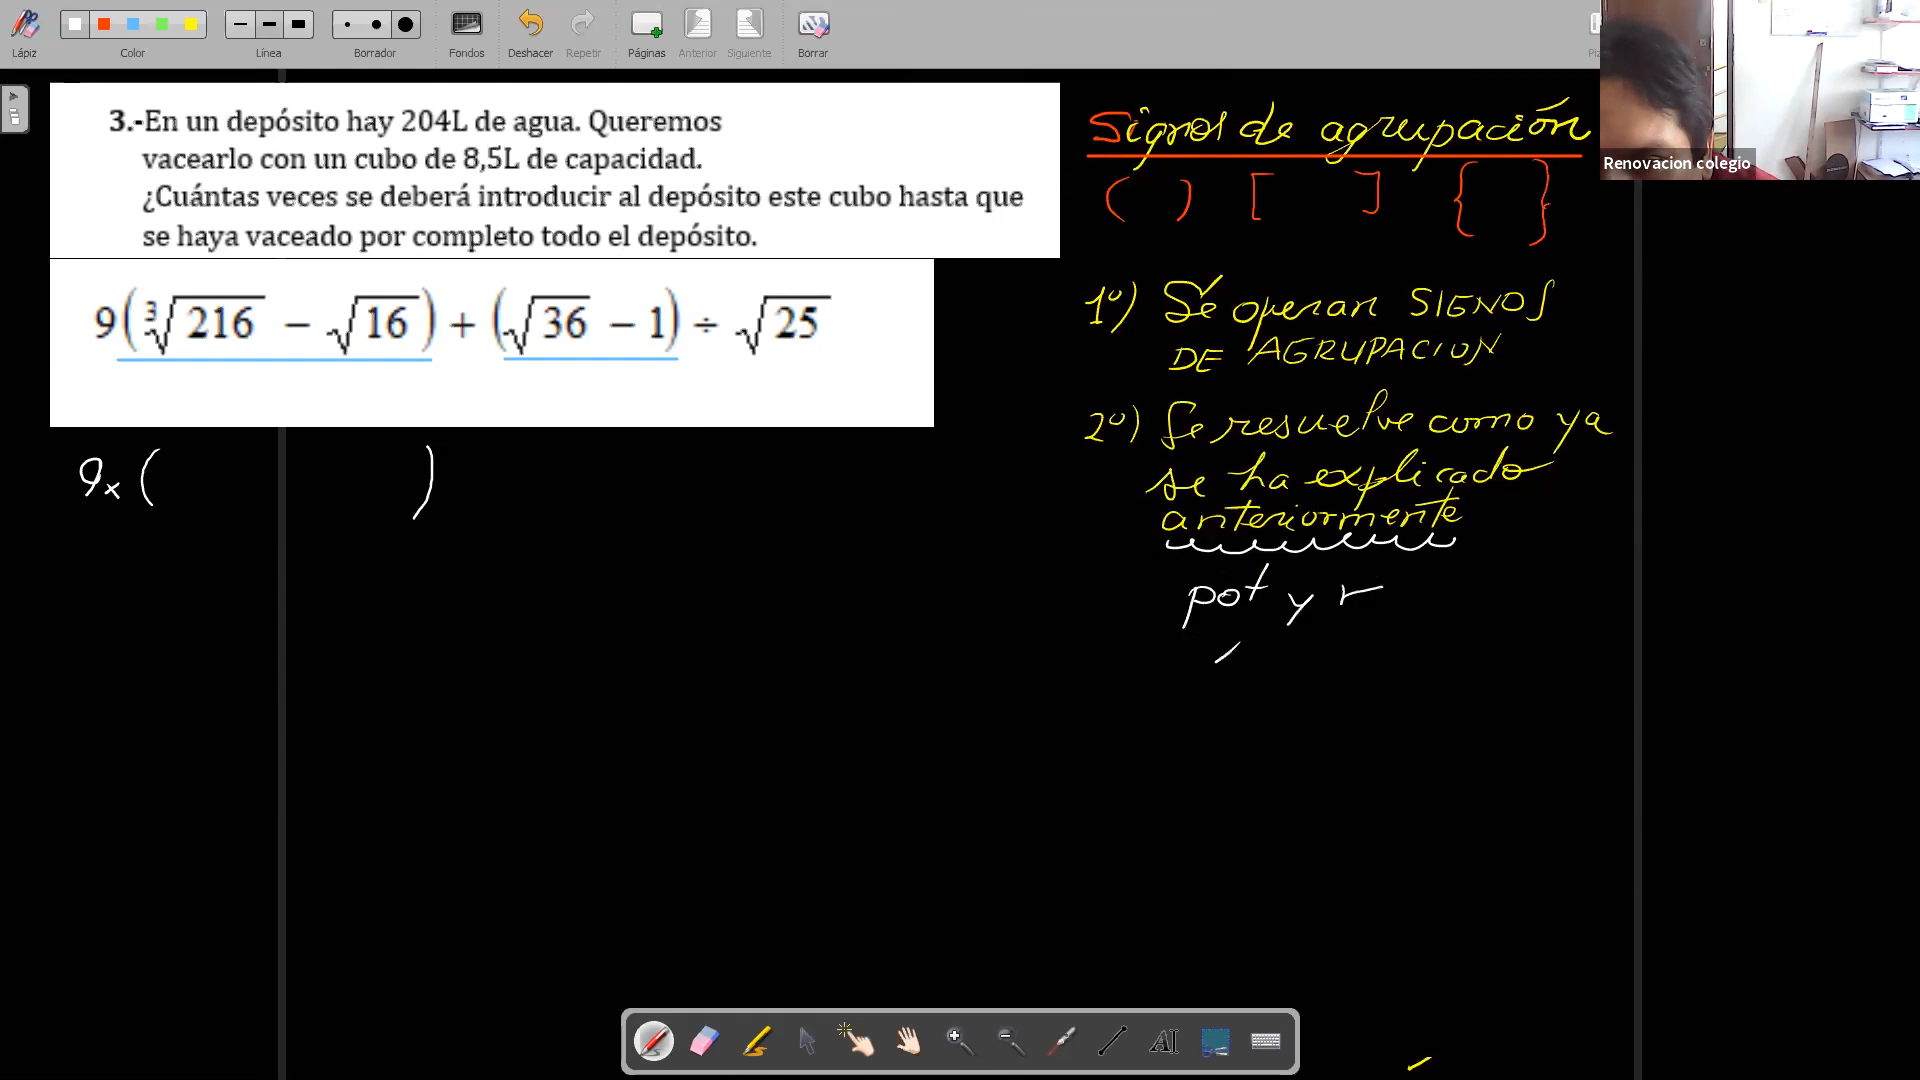 Lápiz
Color
Línea
Borrador
Fondos
Deshacer
Repetir
Páginas
Anterior
Siguiente
Borrar
Renovacion colegio
3.-En un depósito hay 204L de agua. Queremos
vacearlo con un cubo de 8,5L de capacidad.
¿Cuántas veces se deberá introducir al depósito este cubo hasta que
se haya vaceado por completo todo el depósito.
9(∛216 − √16) + (√36 − 1) ÷ √25
9x ( )
Signos de agrupación
( ) [ ] { }
1º) Se operan SIGNOS
DE AGRUPACION
2º) Se resuelve como ya
se ha explicado
anteriormente
pot y r